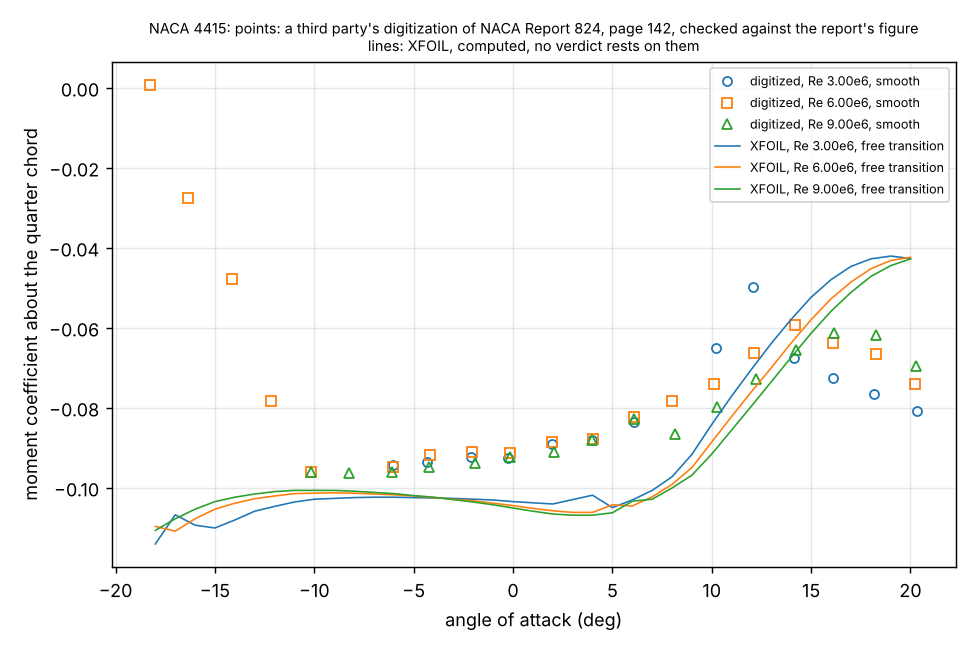 NACA 4415: points: a third party's digitization of NACA Report 824, page 142, checked against the report's figure
lines: XFOIL, computed, no verdict rests on them
digitized, Re 3.00e6, smooth
digitized, Re 6.00e6, smooth
digitized, Re 9.00e6, smooth
XFOIL, Re 3.00e6, free transition
XFOIL, Re 6.00e6, free transition
XFOIL, Re 9.00e6, free transition
moment coefficient about the quarter chord
0.00
−0.02
−0.04
−0.06
−0.08
−0.10
−20 −15 −10 −5 0 5 10 15 20
angle of attack (deg)